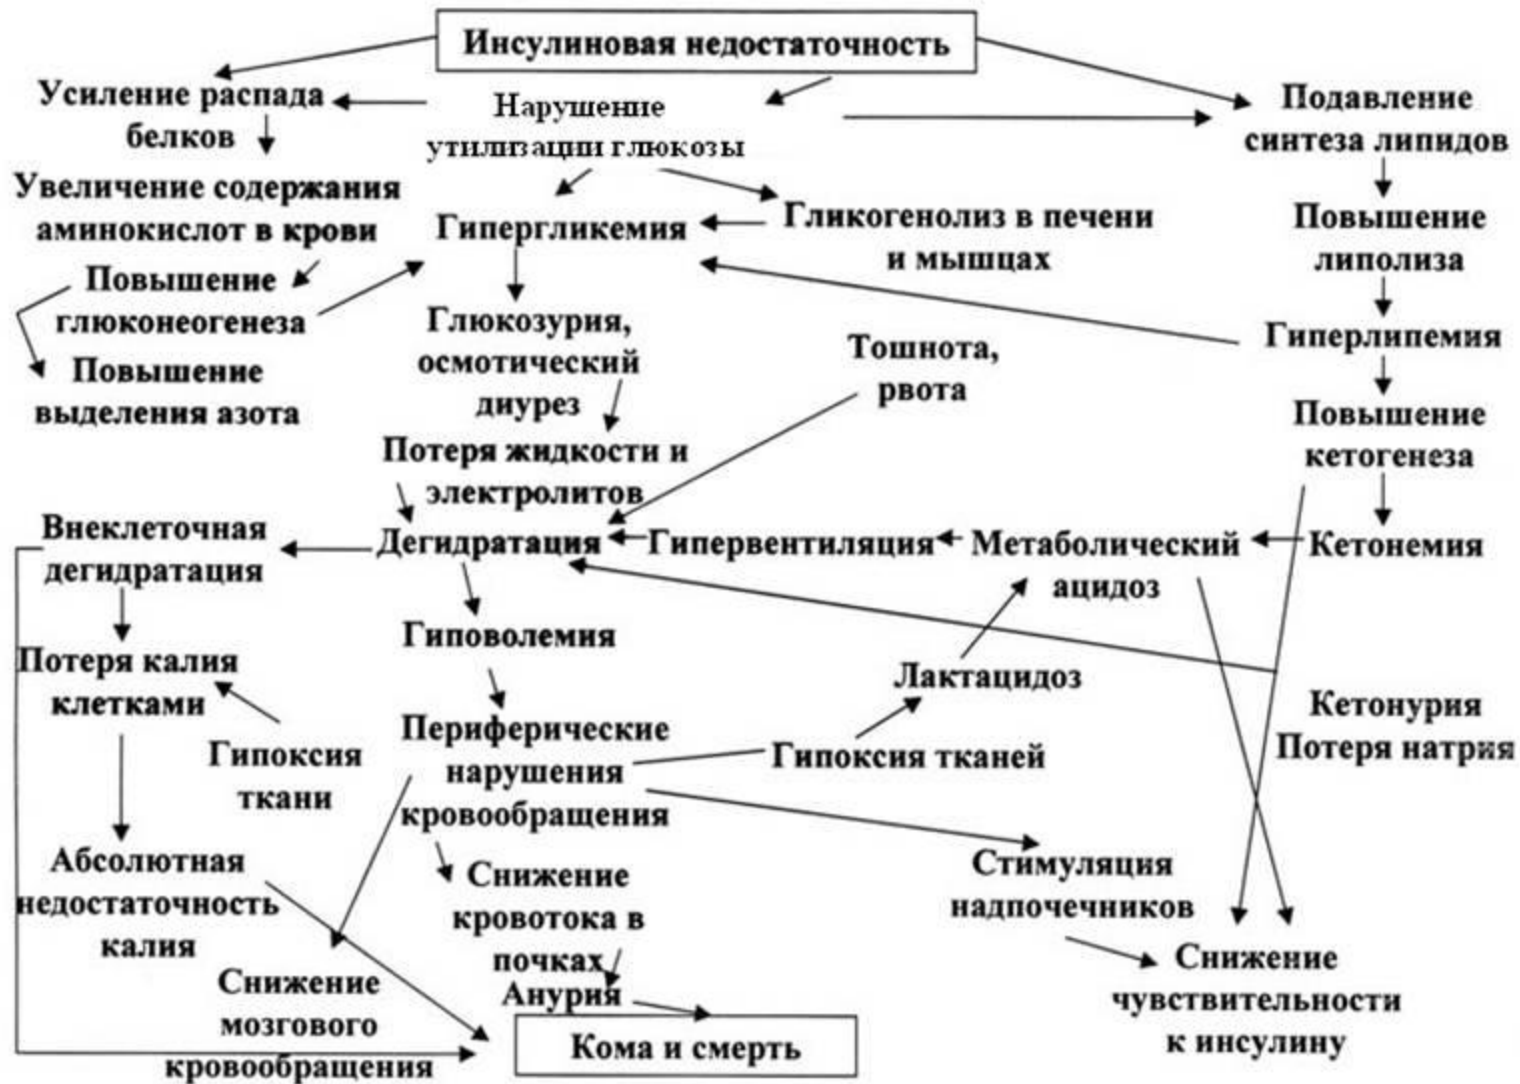 Инсулиновая недостаточность
Усиление распада
белков
Нарушение
утилизации глюкозы
Подавление
синтеза липидов
Увеличение содержания
аминокислот в крови
Гипергликемия
Гликогенолиз в печени
и мышцах
Повышение
липолиза
Повышение
глюконеогенеза
Глюкозурия,
осмотический
диурез
Тошнота,
рвота
Гиперлипемия
Повышение
выделения азота
Повышение
кетогенеза
Потеря жидкости и
электролитов
Внеклеточная
дегидратация
Дегидратация
Гипервентиляция
Метаболический
ацидоз
Кетонемия
Гиповолемия
Потеря калия
клетками
Лактацидоз
Кетонурия
Потеря натрия
Гипоксия
ткани
Периферические
нарушения
кровообращения
Гипоксия тканей
Абсолютная
недостаточность
калия
Снижение
кровотока в
почках
Стимуляция
надпочечников
Снижение
мозгового
кровообращения
Анурия
Снижение
чувствительности
к инсулину
Кома и смерть